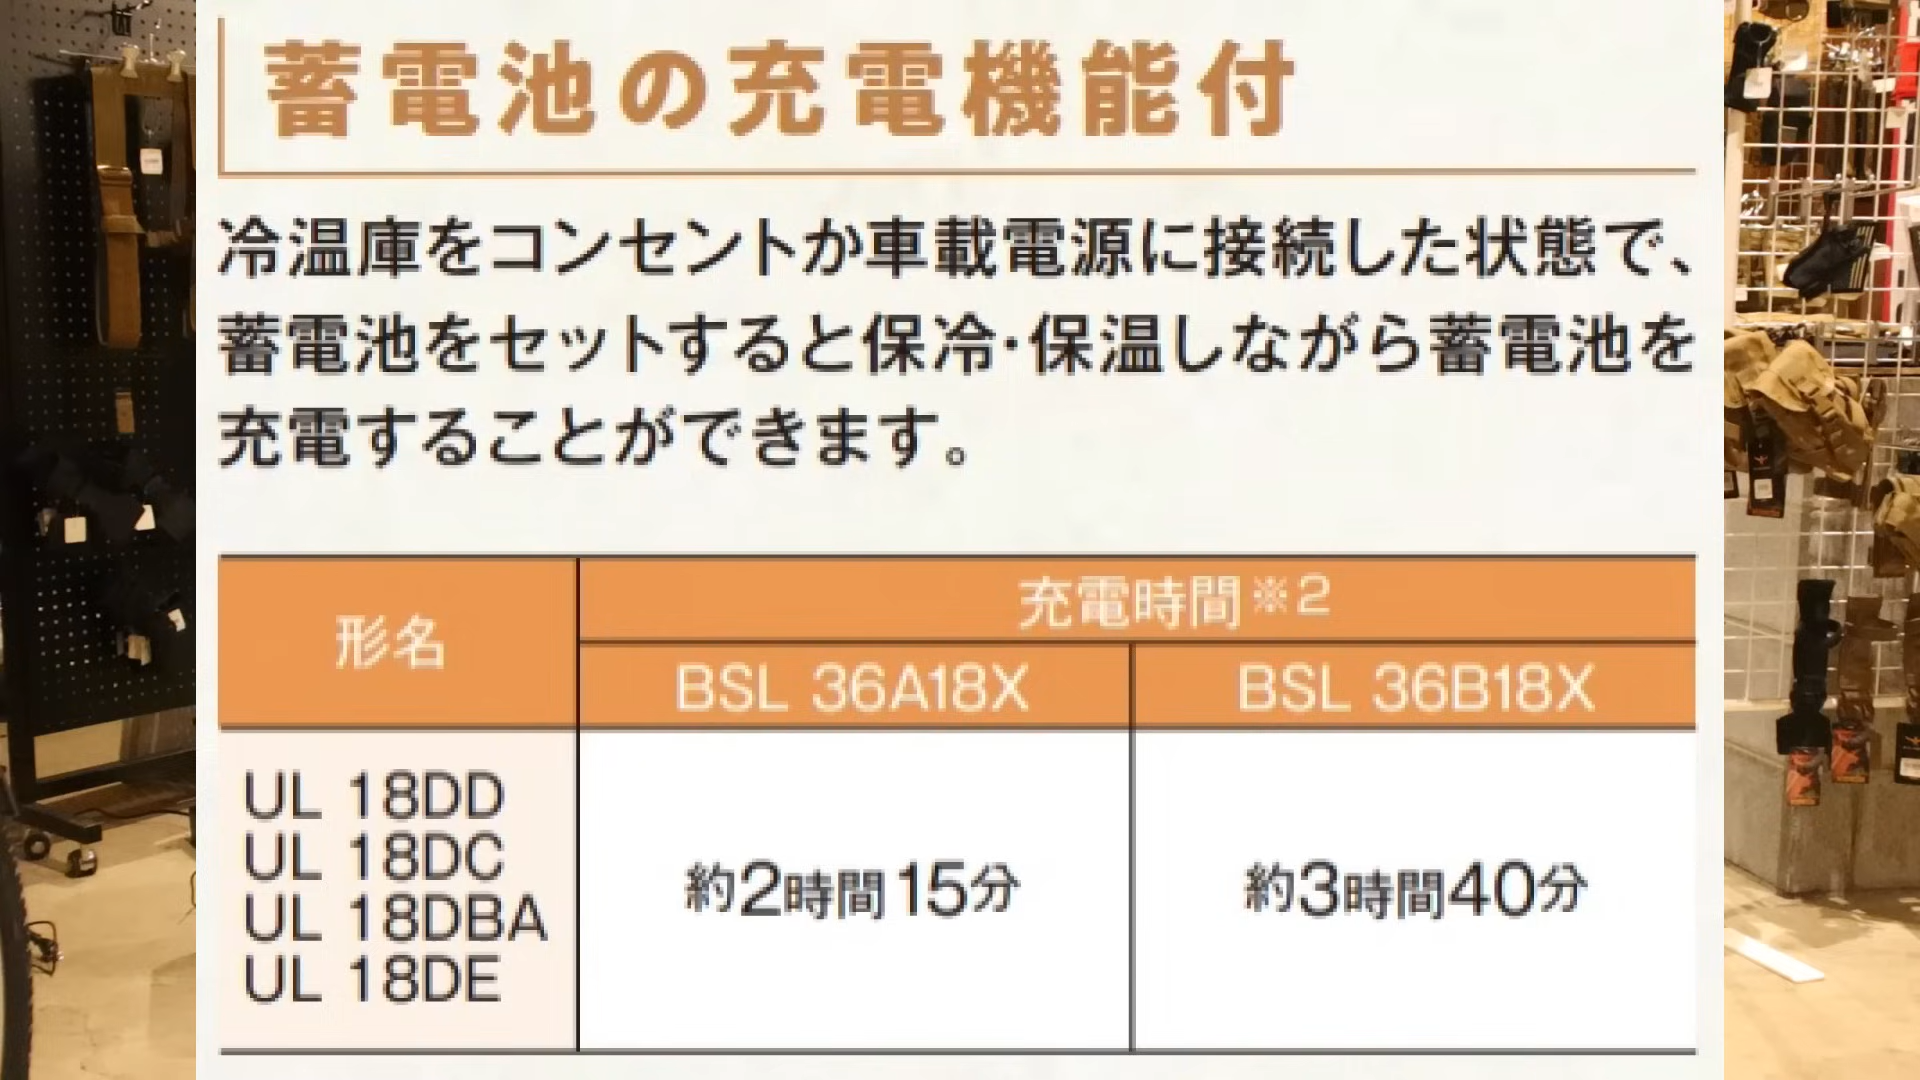 蓄電池の充電機能付
冷温庫をコンセントか車載電源に接続した状態で、
蓄電池をセットすると保冷･保温しながら蓄電池を
充電することができます。
形名
充電時間※2
BSL 36A18X
BSL 36B18X
UL 18DD
UL 18DC
UL 18DBA
UL 18DE
約2時間15分
約3時間40分